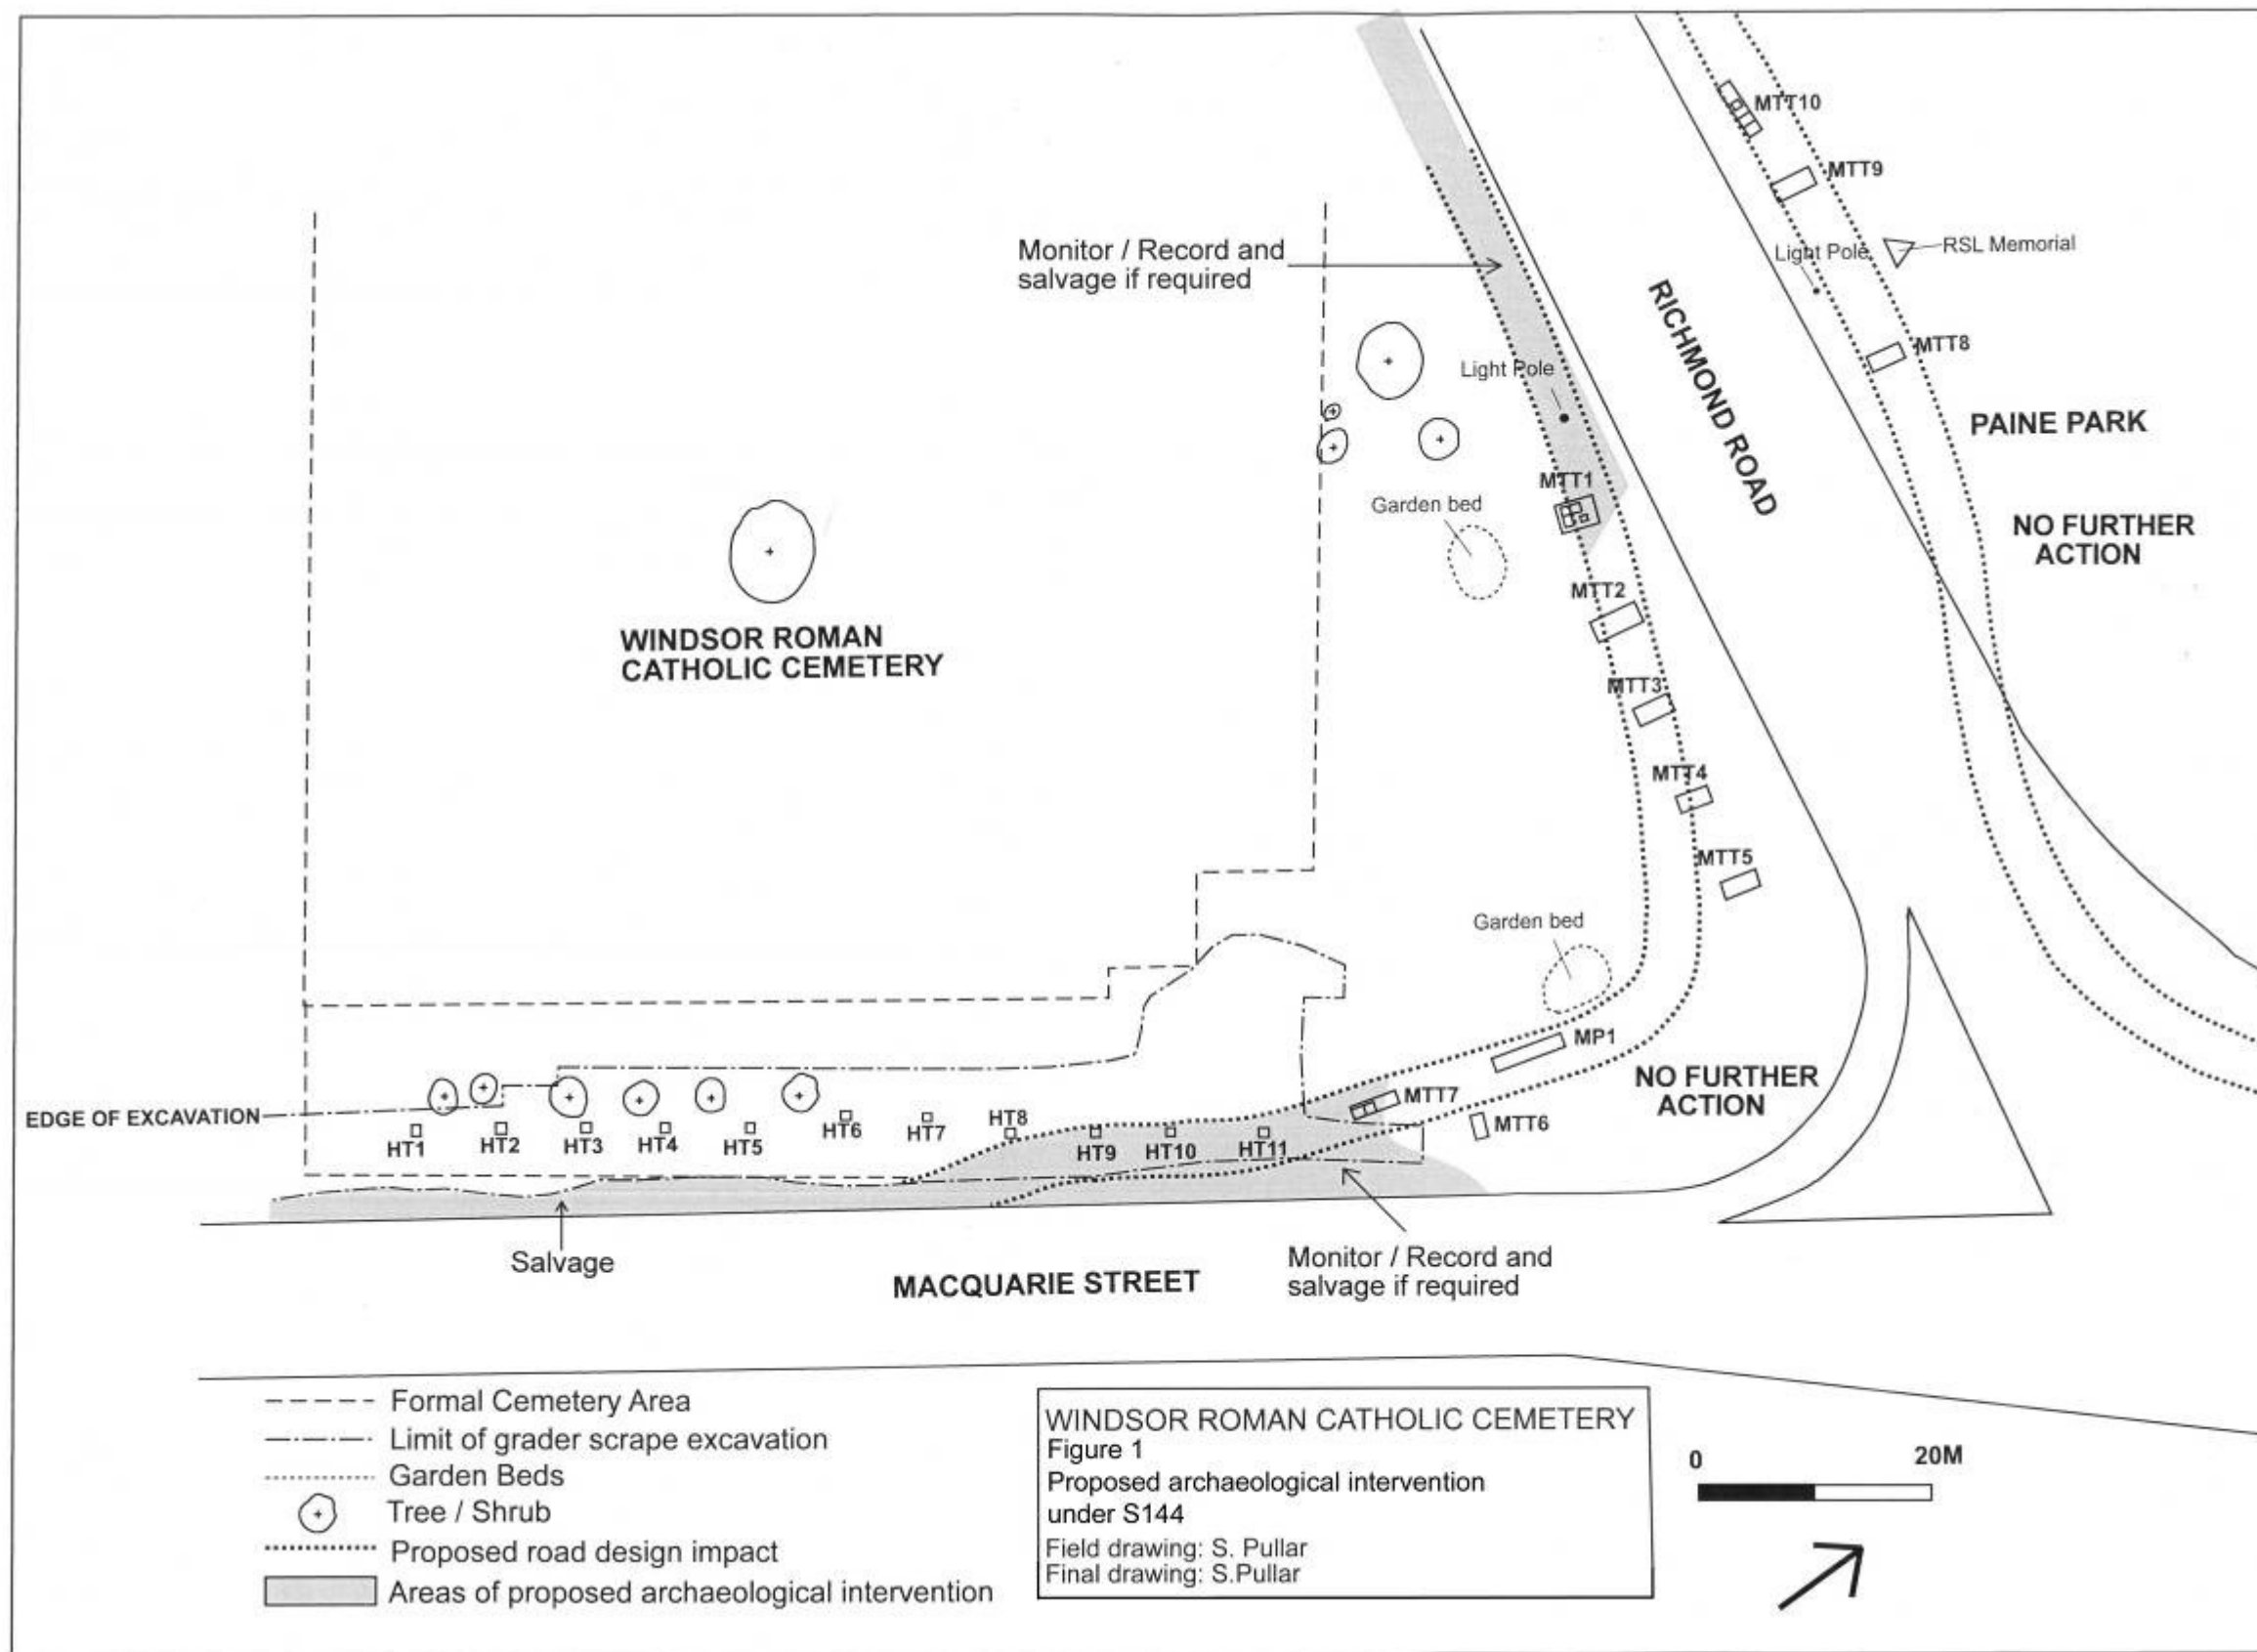 MTT10
MTT9
Monitor / Record and
salvage if required
Light Pole
RSL Memorial
RICHMOND ROAD
MTT8
Light Pole
PAINE PARK
MTT1
Garden bed
NO FURTHER
ACTION
MTT2
WINDSOR ROMAN
CATHOLIC CEMETERY
MTT3
MTT4
MTT5
Garden bed
MP1
NO FURTHER
ACTION
EDGE OF EXCAVATION
MTT7
MTT6
HT1
HT2
HT3
HT4
HT5
HT6
HT7
HT8
HT9
HT10
HT11
Salvage
Monitor / Record and
salvage if required
MACQUARIE STREET
Formal Cemetery Area
Limit of grader scrape excavation
Garden Beds
Tree / Shrub
Proposed road design impact
Areas of proposed archaeological intervention
WINDSOR ROMAN CATHOLIC CEMETERY
Figure 1
Proposed archaeological intervention
under S144
Field drawing: S. Pullar
Final drawing: S.Pullar
0 20M